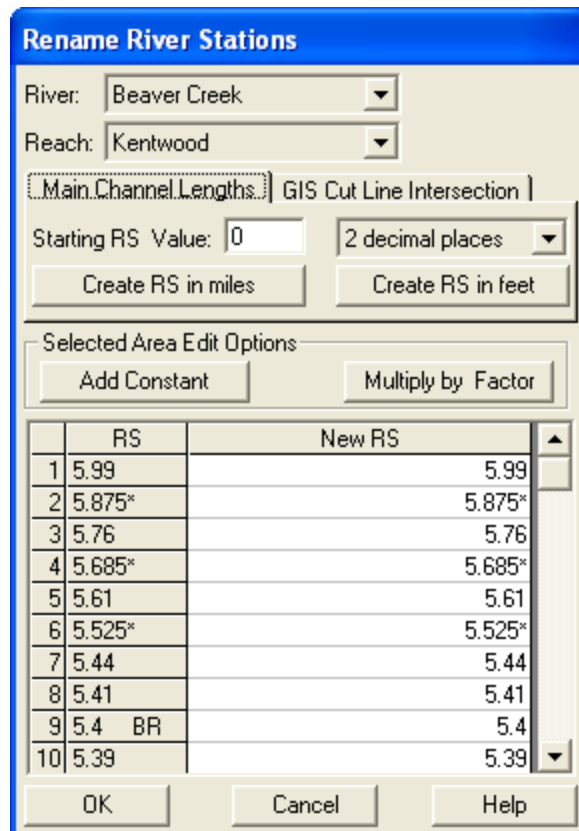 Rename River Stations
River: Beaver Creek
Reach: Kentwood
Main Channel Lengths GIS Cut Line Intersection
Starting RS Value: 0 2 decimal places
Create RS in miles Create RS in feet
Selected Area Edit Options
Add Constant Multiply by Factor
RS New RS
1 5.99 5.99
2 5.875* 5.875*
3 5.76 5.76
4 5.685* 5.685*
5 5.61 5.61
6 5.525* 5.525*
7 5.44 5.44
8 5.41 5.41
9 5.4 BR 5.4
10 5.39 5.39
OK Cancel Help